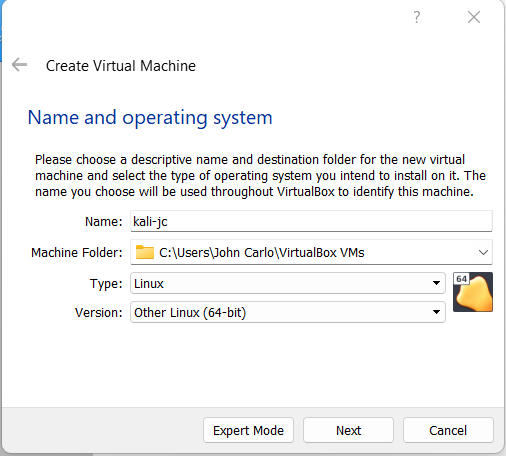 ?
Create Virtual Machine
Name and operating system
Please choose a descriptive name and destination folder for the new virtual
machine and select the type of operating system you intend to install on it. The
name you choose will be used throughout VirtualBox to identify this machine.
Name: kali-jc
Machine Folder: C:\Users\John Carlo\VirtualBox VMs
Type: Linux
64
Version: Other Linux (64-bit)
Expert Mode Next Cancel